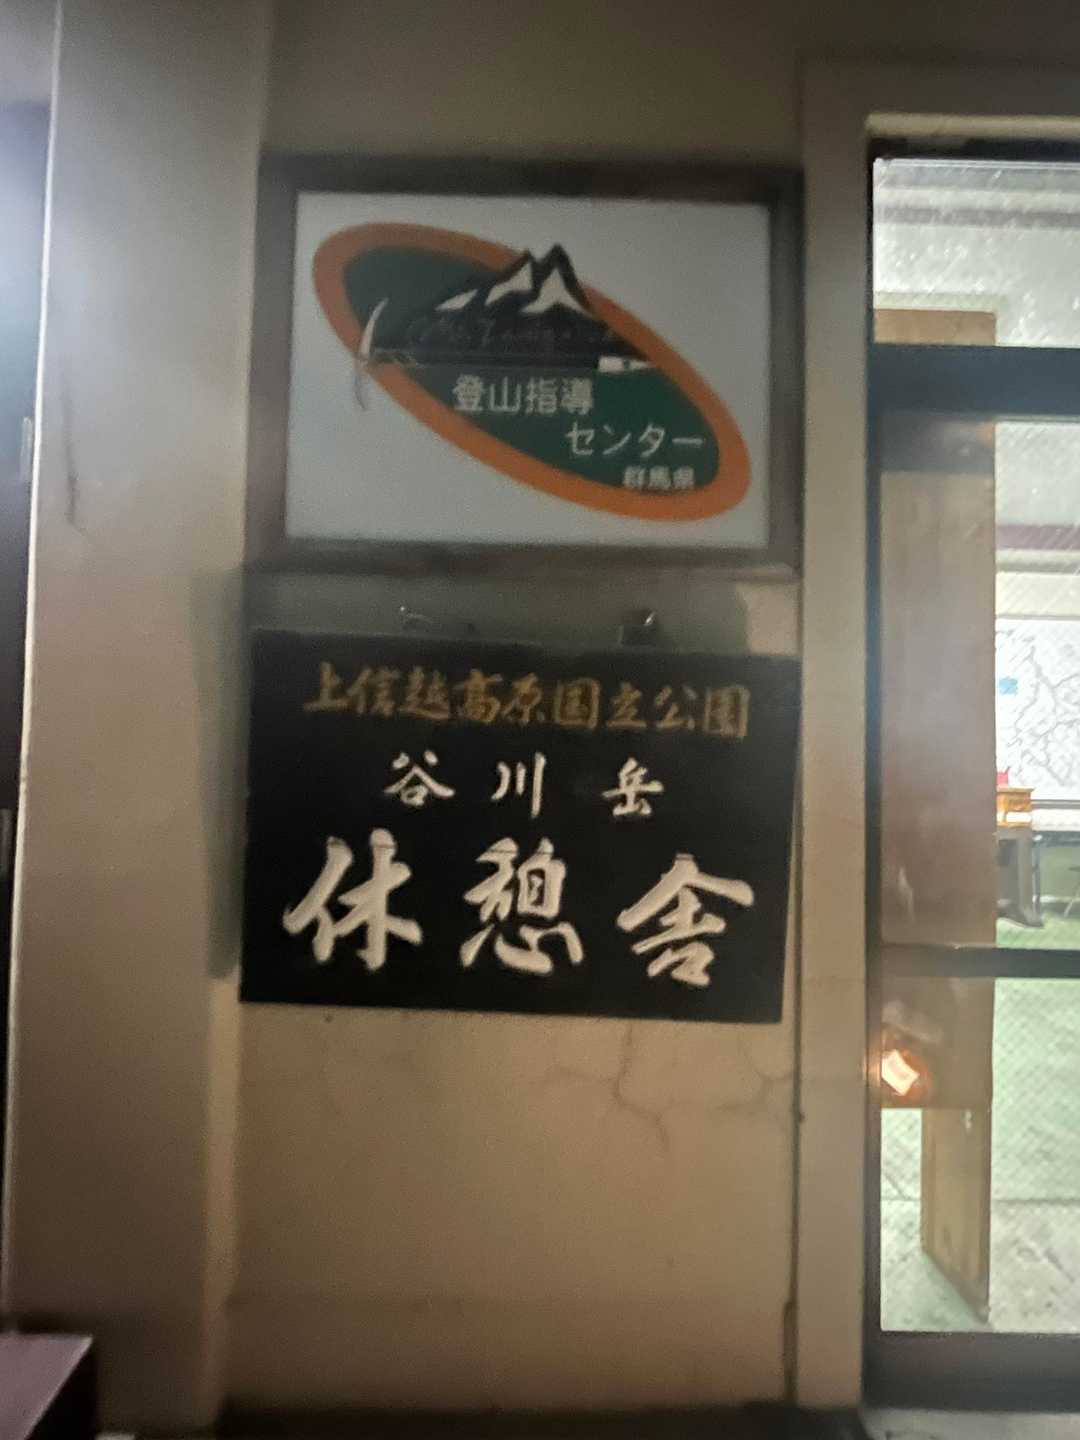 登山指導
センター
群馬県
上信越高原国立公園
谷川岳
休憩舎